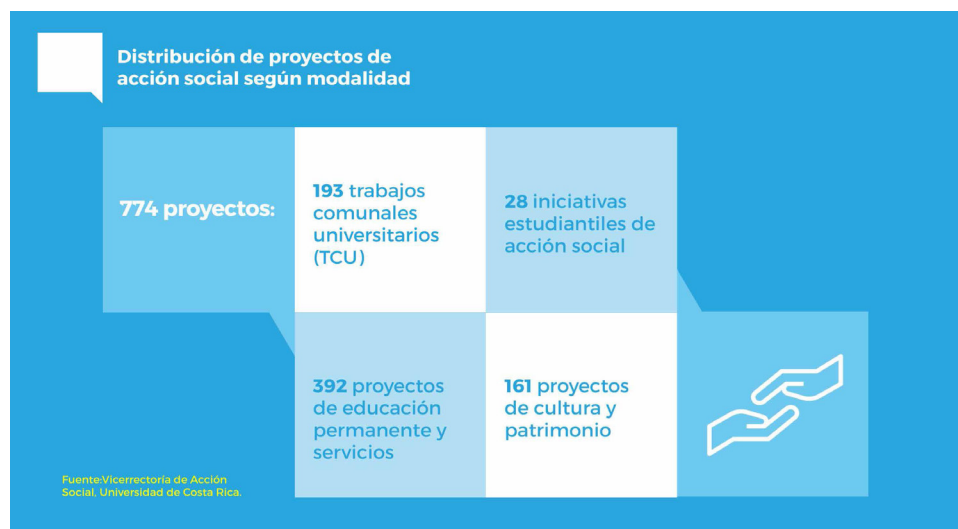 Distribución de proyectos de
acción social según modalidad
774 proyectos:
193 trabajos
comunales
universitarios
(TCU)
28 iniciativas
estudiantiles de
acción social
392 proyectos
de educación
permanente y
servicios
161 proyectos
de cultura y
patrimonio
Fuente:Vicerrectoría de Acción
Social, Universidad de Costa Rica.